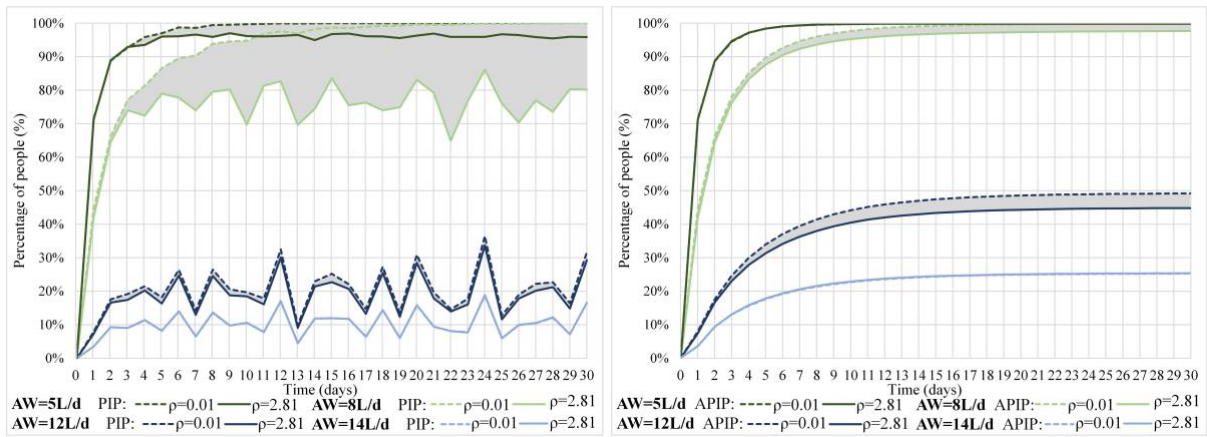 Percentage of people (%)
100%
90%
80%
70%
60%
50%
40%
30%
20%
10%
0%
0 1 2 3 4 5 6 7 8 9 10 11 12 13 14 15 16 17 18 19 20 21 22 23 24 25 26 27 28 29 30
Time (days)
AW=5L/d PIP: ρ=0.01 ρ=2.81 AW=8L/d PIP: ρ=0.01 ρ=2.81
AW=12L/d PIP: ρ=0.01 ρ=2.81 AW=14L/d PIP: ρ=0.01 ρ=2.81
Percentage of people (%)
100%
90%
80%
70%
60%
50%
40%
30%
20%
10%
0%
0 1 2 3 4 5 6 7 8 9 10 11 12 13 14 15 16 17 18 19 20 21 22 23 24 25 26 27 28 29 30
Time (days)
AW=5L/d APIP: ρ=0.01 ρ=2.81 AW=8L/d APIP: ρ=0.01 ρ=2.81
AW=12L/d APIP: ρ=0.01 ρ=2.81 AW=14L/d APIP: ρ=0.01 ρ=2.81